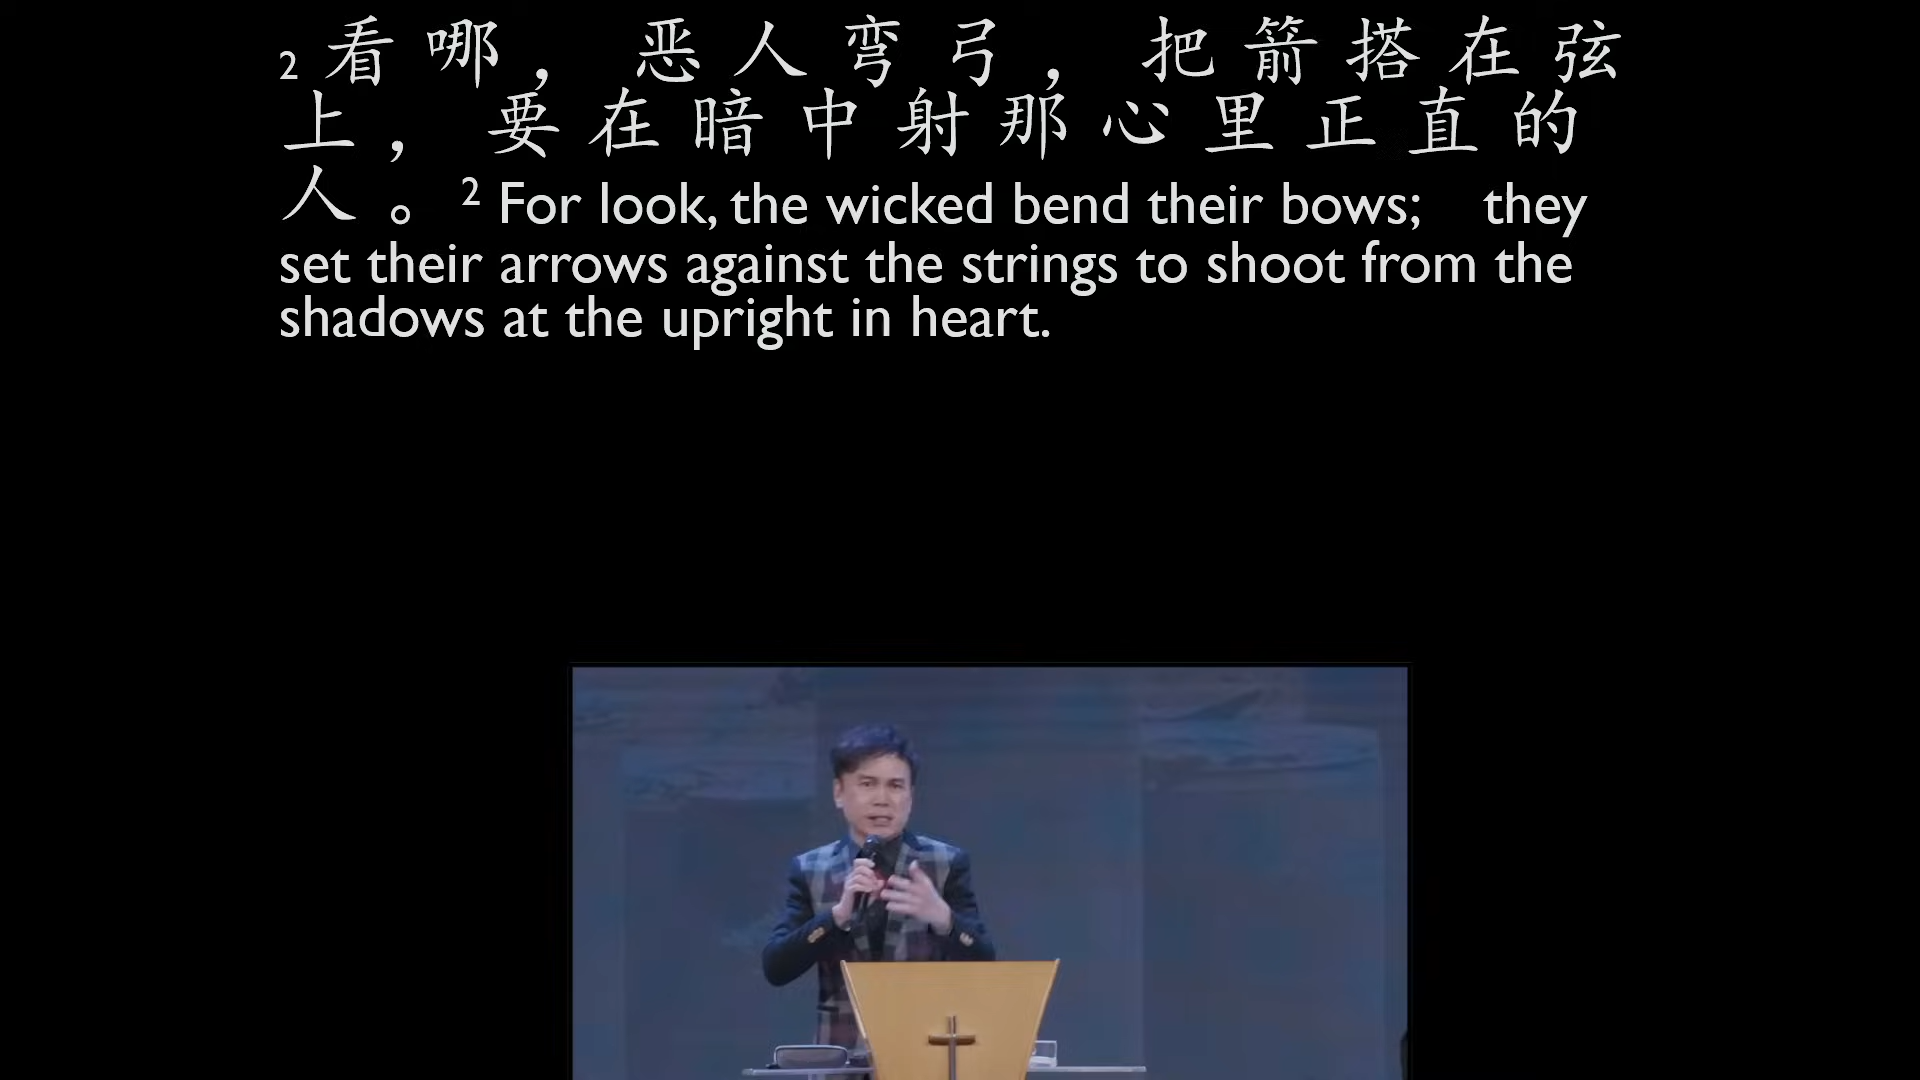 2 看哪，恶人弯弓，把箭搭在弦
上，要在暗中射那心里正直的
人。2 For look, the wicked bend their bows; they
set their arrows against the strings to shoot from the
shadows at the upright in heart.